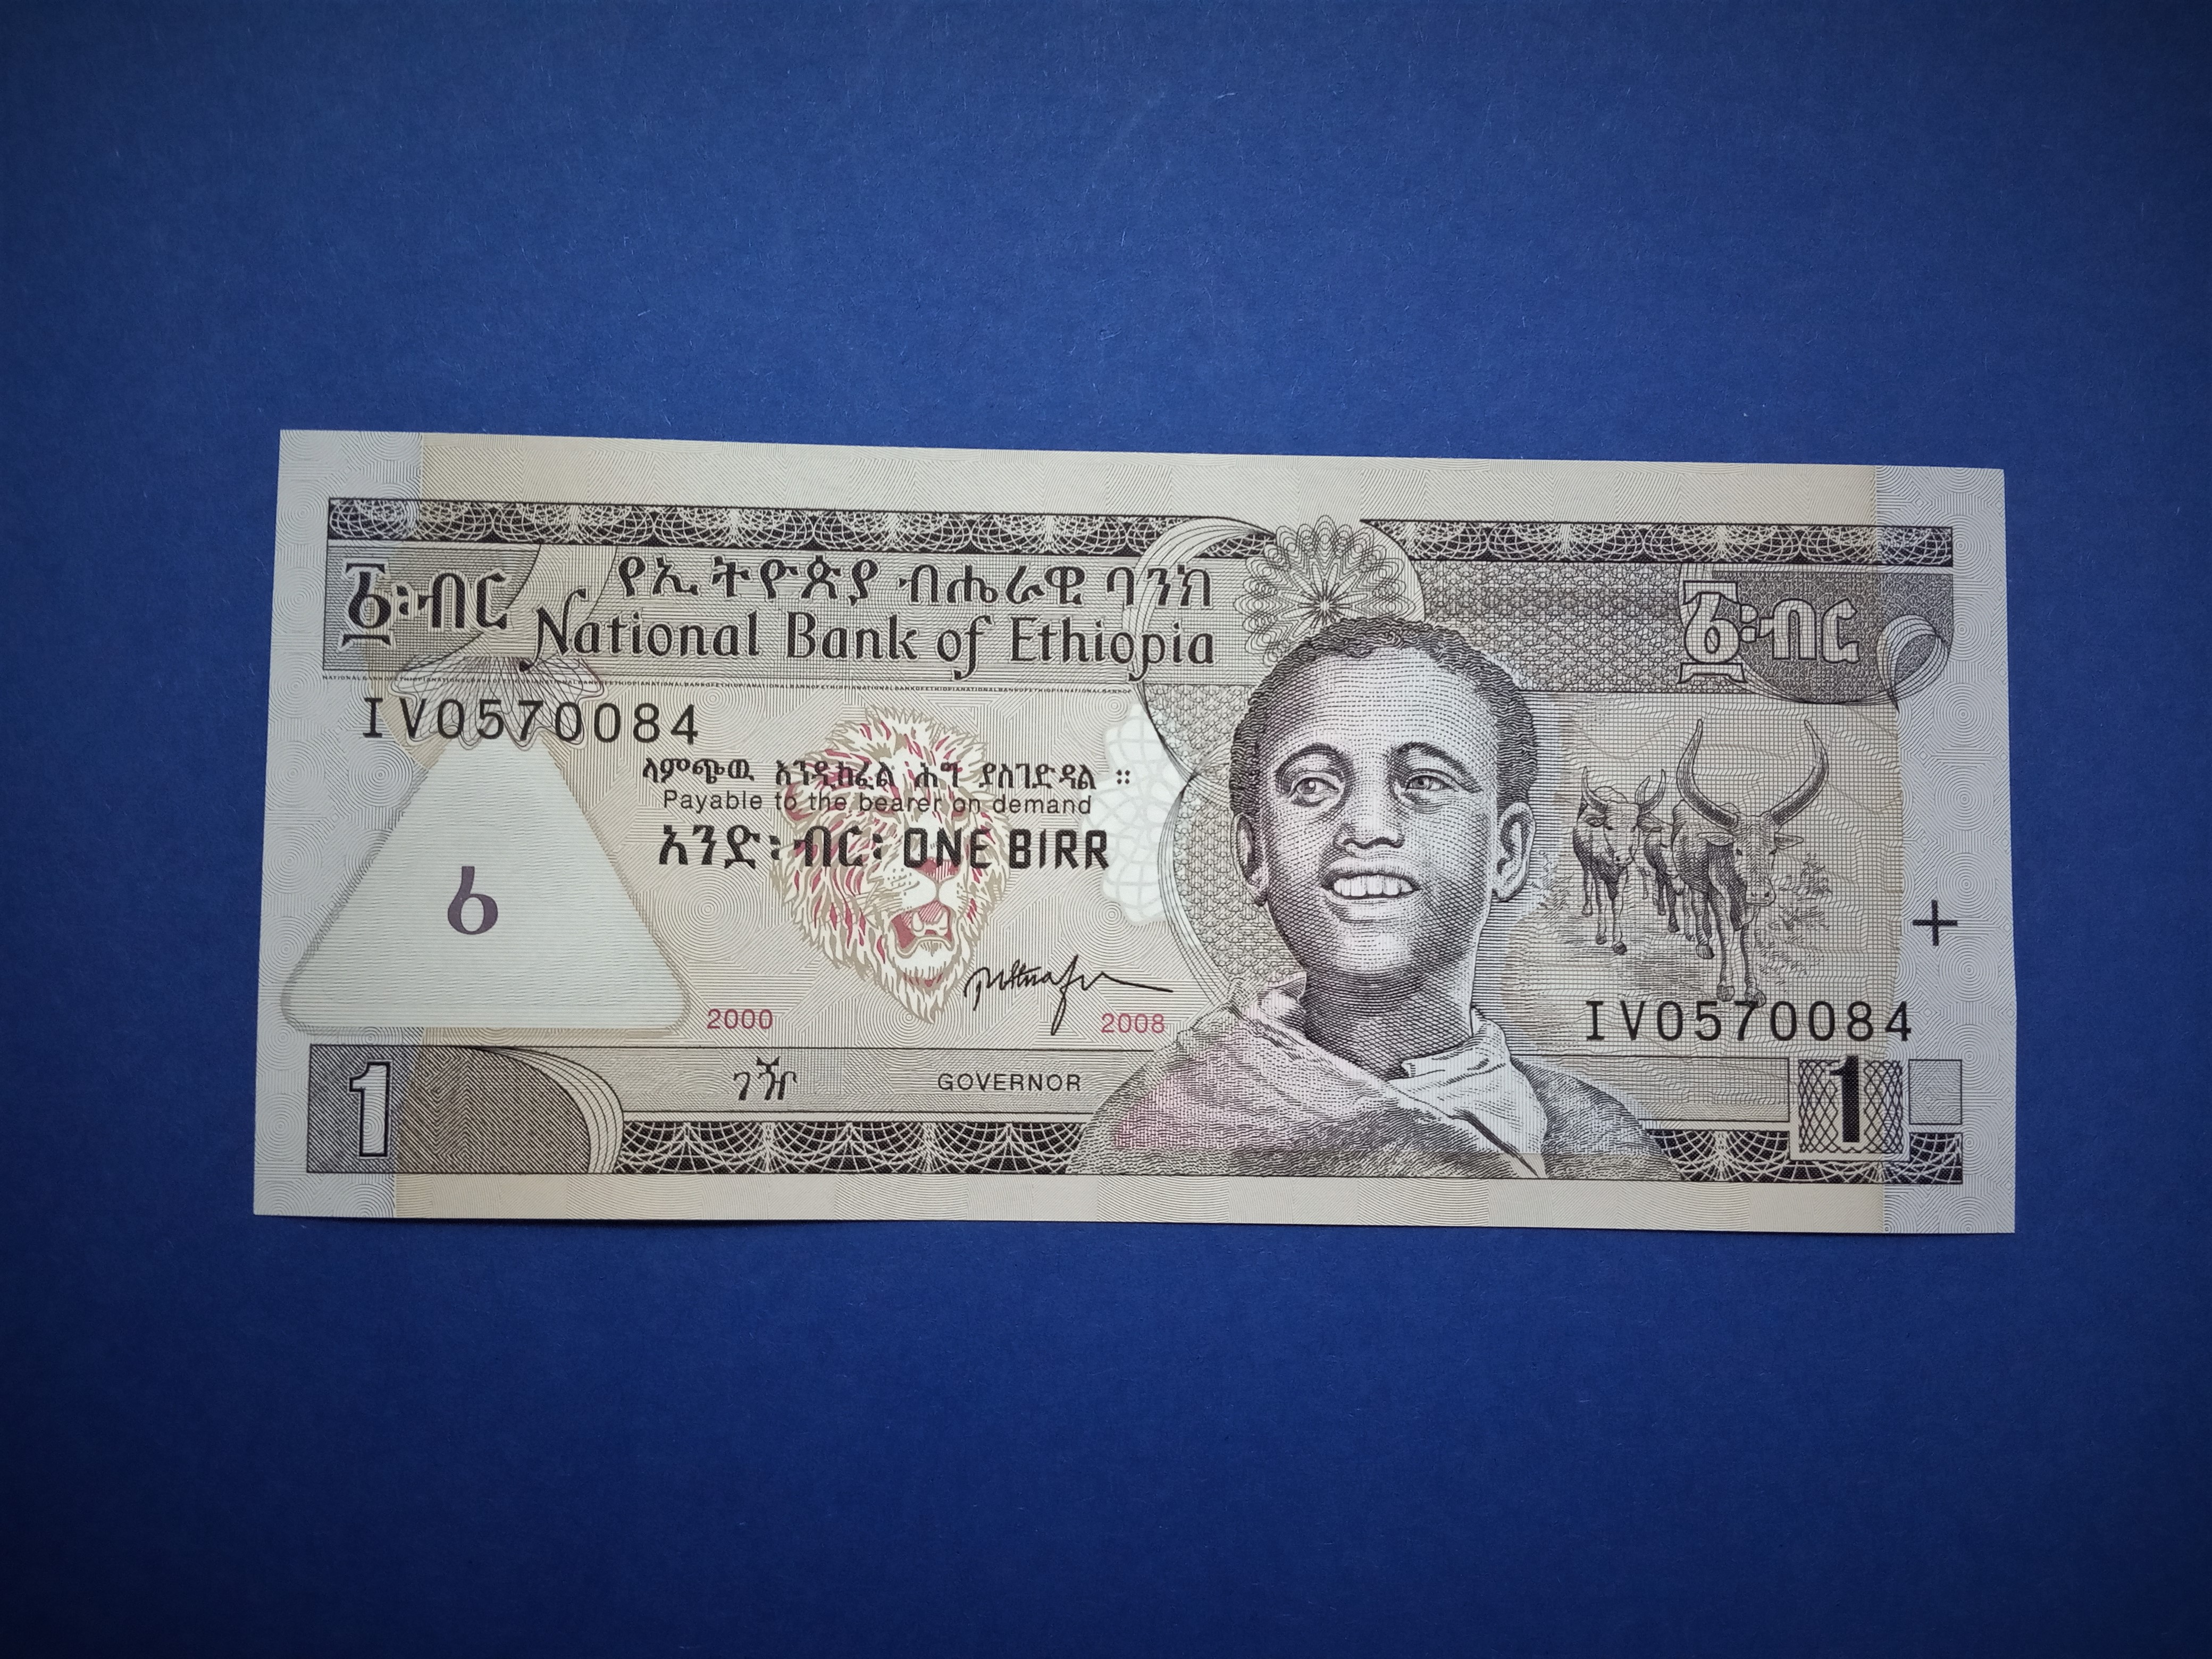 ፩፡ብር
የኢትዮጵያ ብሔራዊ ባንክ
National Bank of Ethiopia
፩፡ብር
IV0570084
ላምጭዉ እንዲከፈል ሕግ ያስገድዳል ።
Payable to the bearer on demand
አንድ፡ ብር፡ ONE BIRR
2000
2008
IV0570084
1
ገዥ
GOVERNOR
1